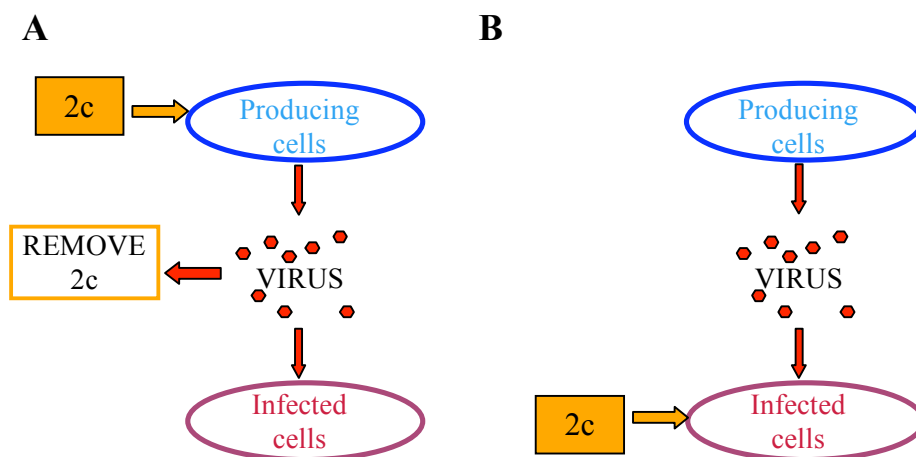 A
2c
Producing
cells
REMOVE
2c
VIRUS
Infected
cells
B
Producing
cells
VIRUS
2c
Infected
cells